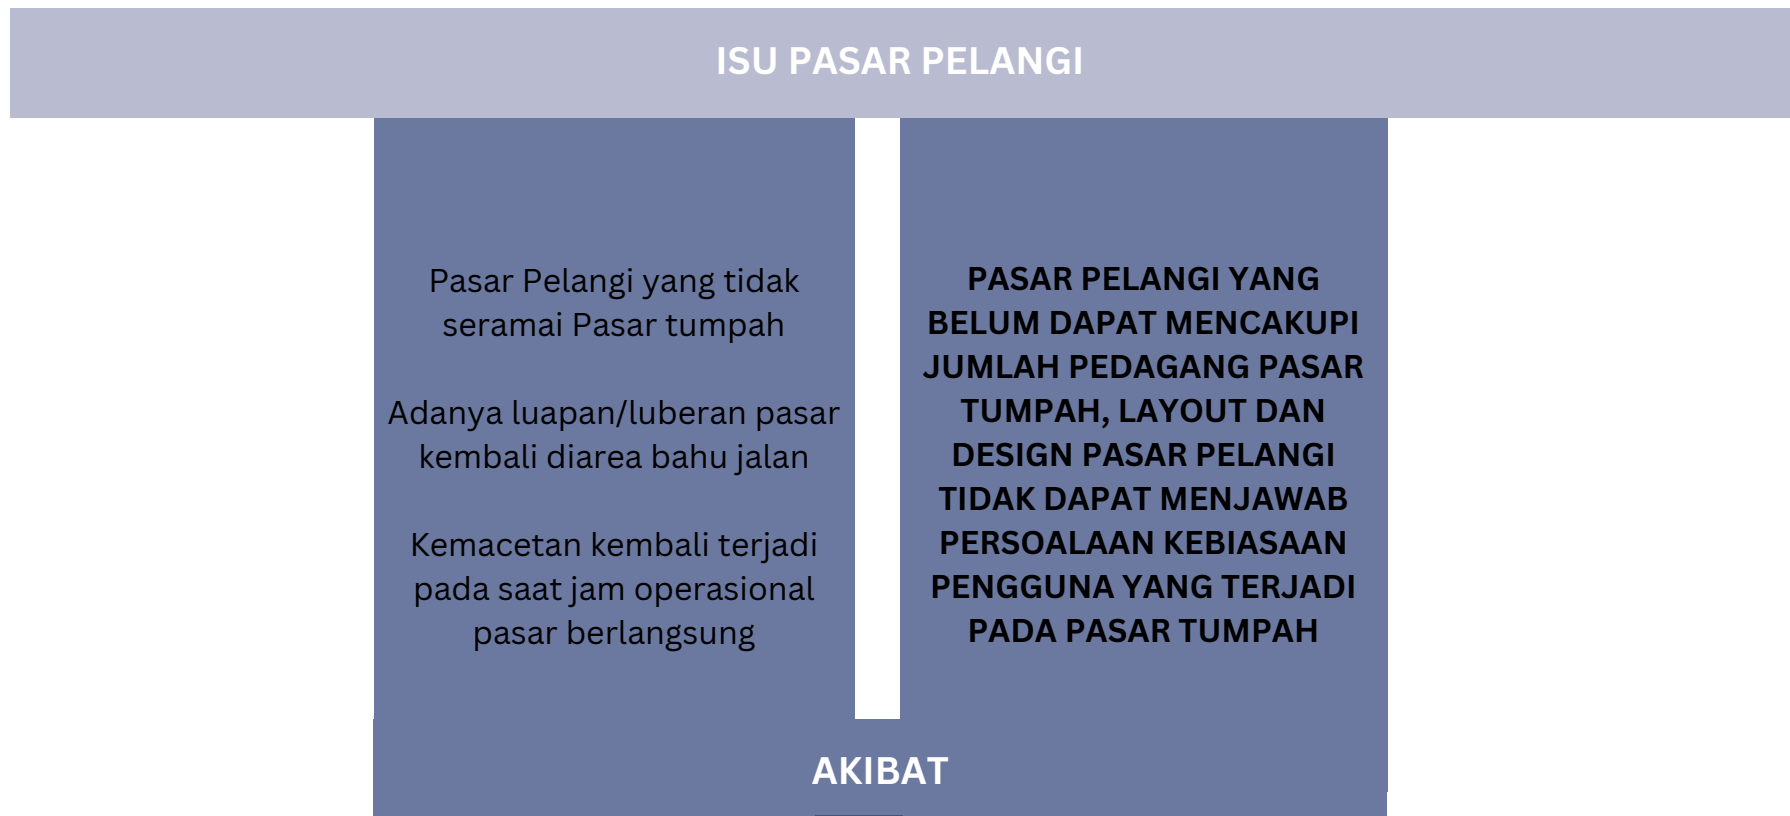 ISU PASAR PELANGI
Pasar Pelangi yang tidak
seramai Pasar tumpah
Adanya luapan/luberan pasar
kembali diarea bahu jalan
Kemacetan kembali terjadi
pada saat jam operasional
pasar berlangsung
PASAR PELANGI YANG
BELUM DAPAT MENCAKUPI
JUMLAH PEDAGANG PASAR
TUMPAH, LAYOUT DAN
DESIGN PASAR PELANGI
TIDAK DAPAT MENJAWAB
PERSOALAAN KEBIASAAN
PENGGUNA YANG TERJADI
PADA PASAR TUMPAH
AKIBAT